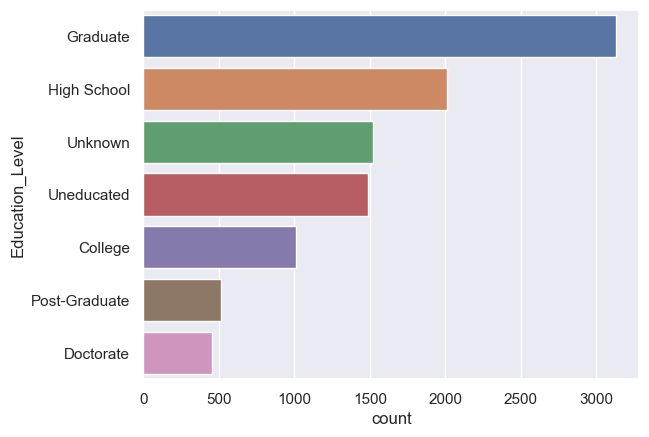 Graduate
High School
Unknown
Uneducated
College
Post-Graduate
Doctorate
Education_Level
0 500 1000 1500 2000 2500 3000
count